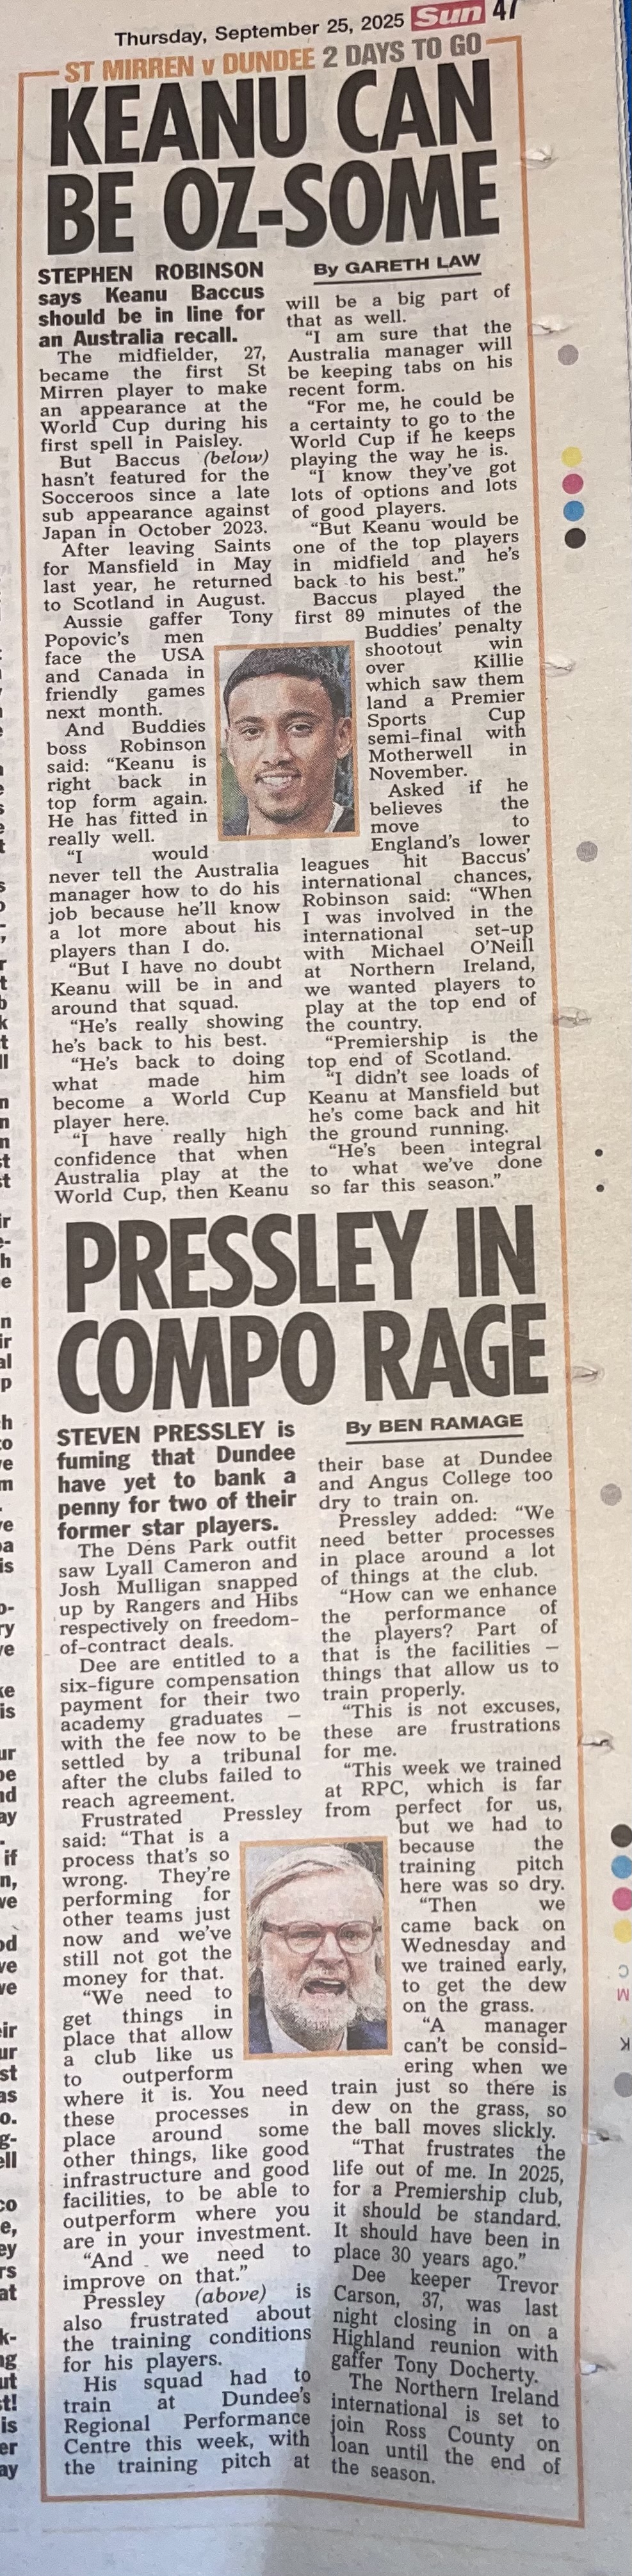 Thursday, September 25, 2025 Sun 47
ST MIRREN v DUNDEE 2 DAYS TO GO
KEANU CAN
BE OZ-SOME
STEPHEN ROBINSON
says Keanu Baccus
should be in line for
an Australia recall.
The midfielder, 27,
became the first St
Mirren player to make
an appearance at the
World Cup during his
first spell in Paisley.
But Baccus (below)
hasn't featured for the
Socceroos since a late
sub appearance against
Japan in October 2023.
After leaving Saints
for Mansfield in May
last year, he returned
to Scotland in August.
Aussie gaffer Tony
Popovic's men
face the USA
and Canada in
friendly games
next month.
And Buddies
boss Robinson
said: "Keanu is
right back in
top form again.
He has fitted in
really well.
"I would
never tell the Australia
manager how to do his
job because he'll know
a lot more about his
players than I do.
"But I have no doubt
Keanu will be in and
around that squad.
"He's really showing
he's back to his best.
"He's back to doing
what made him
become a World Cup
player here.
"I have really high
confidence that when
Australia play at the
World Cup, then Keanu
By GARETH LAW
will be a big part of
that as well.
"I am sure that the
Australia manager will
be keeping tabs on his
recent form.
"For me, he could be
a certainty to go to the
World Cup if he keeps
playing the way he is.
"I know they've got
lots of options and lots
of good players.
"But Keanu would be
one of the top players
in midfield and he's
back to his best."
Baccus played the
first 89 minutes of the
Buddies' penalty
shootout win
over Killie
which saw them
land a Premier
Sports Cup
semi-final with
Motherwell in
November.
Asked if he
believes the
move to
England's lower
leagues hit Baccus'
international chances,
Robinson said: "When
I was involved in the
international set-up
with Michael O'Neill
at Northern Ireland,
we wanted players to
play at the top end of
the country.
"Premiership is the
top end of Scotland.
"I didn't see loads of
Keanu at Mansfield but
he's come back and hit
the ground running.
"He's been integral
to what we've done
so far this season."
PRESSLEY IN
COMPO RAGE
STEVEN PRESSLEY is
fuming that Dundee
have yet to bank a
penny for two of their
former star players.
The Dens Park outfit
saw Lyall Cameron and
Josh Mulligan snapped
up by Rangers and Hibs
respectively on freedom-
of-contract deals.
Dee are entitled to a
six-figure compensation
payment for their two
academy graduates –
with the fee now to be
settled by a tribunal
after the clubs failed to
reach agreement.
Frustrated Pressley
said: "That is a
process that's so
wrong. They're
performing for
other teams just
now and we've
still not got the
money for that.
"We need to
get things in
place that allow
a club like us
to outperform
where it is. You need
these processes in
place around some
other things, like good
infrastructure and good
facilities, to be able to
outperform where you
are in your investment.
"And we need to
improve on that."
Pressley (above) is
also frustrated about
the training conditions
for his players.
His squad had to
train at Dundee's
Regional Performance
Centre this week, with
the training pitch at
By BEN RAMAGE
their base at Dundee
and Angus College too
dry to train on.
Pressley added: "We
need better processes
in place around a lot
of things at the club.
"How can we enhance
the performance of
the players? Part of
that is the facilities –
things that allow us to
train properly.
"This is not excuses,
these are frustrations
for me.
"This week we trained
at RPC, which is far
from perfect for us,
but we had to
because the
training pitch
here was so dry.
"Then we
came back on
Wednesday and
we trained early,
to get the dew
on the grass.
"A manager
can't be consid-
ering when we
train just so there is
dew on the grass, so
the ball moves slickly.
"That frustrates the
life out of me. In 2025,
for a Premiership club,
it should be standard.
It should have been in
place 30 years ago."
Dee keeper Trevor
Carson, 37, was last
night closing in on a
Highland reunion with
gaffer Tony Docherty.
The Northern Ireland
international is set to
join Ross County on
loan until the end of
the season.